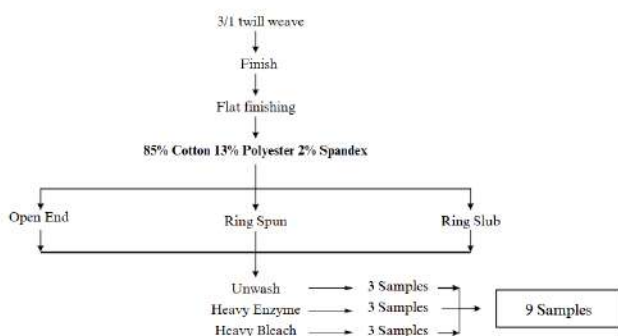 3/1 twill weave
Finish
Flat finishing
85% Cotton 13% Polyester 2% Spandex
Open End Ring Spun Ring Slub
Unwash 3 Samples
Heavy Enzyme 3 Samples 9 Samples
Heavy Bleach 3 Samples